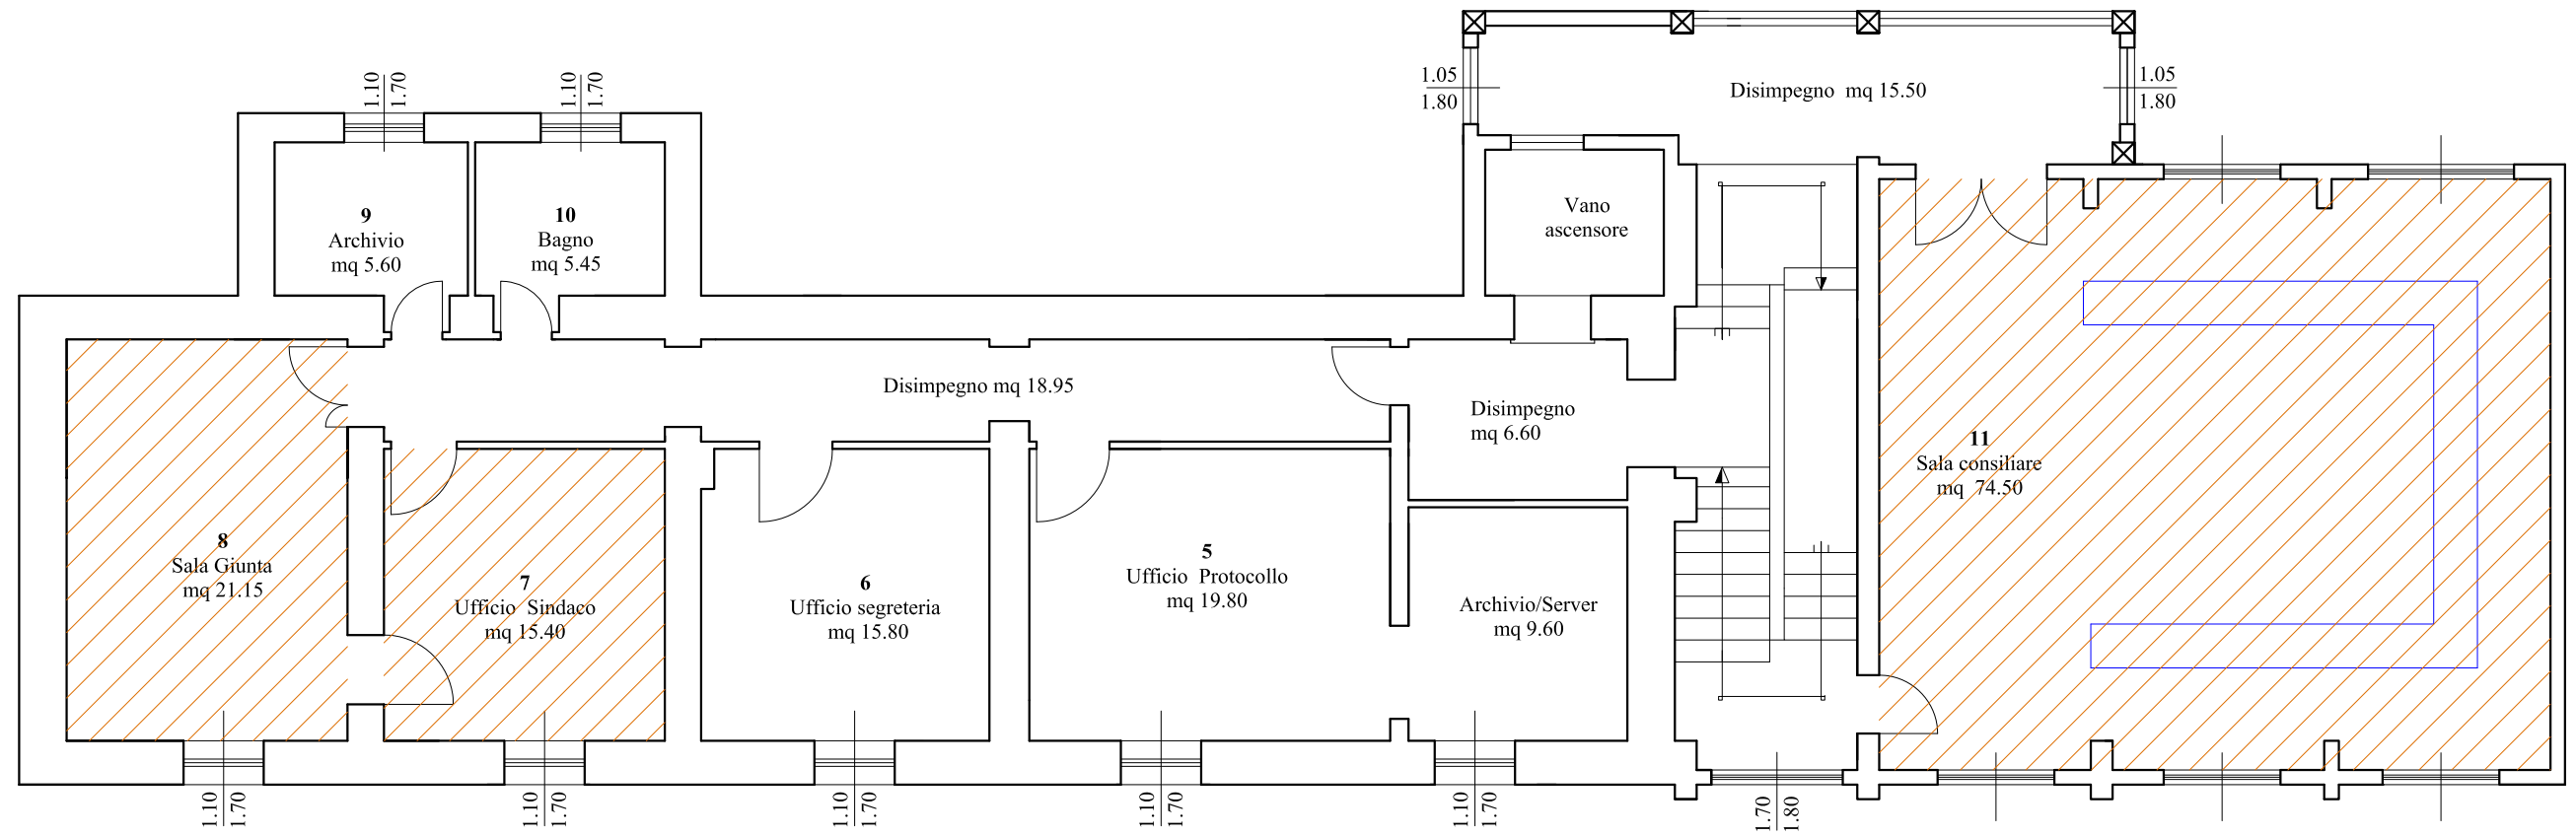 1.10
1.70
1.10
1.70
1.05
1.80
Disimpegno mq 15.50
1.05
1.80
9
Archivio
mq 5.60
10
Bagno
mq 5.45
Vano
ascensore
Disimpegno mq 18.95
Disimpegno
mq 6.60
11
Sala consiliare
mq 74.50
8
Sala Giunta
mq 21.15
7
Ufficio Sindaco
mq 15.40
6
Ufficio segreteria
mq 15.80
5
Ufficio Protocollo
mq 19.80
Archivio/Server
mq 9.60
1.10
1.70
1.10
1.70
1.10
1.70
1.10
1.70
1.10
1.70
1.70
1.80